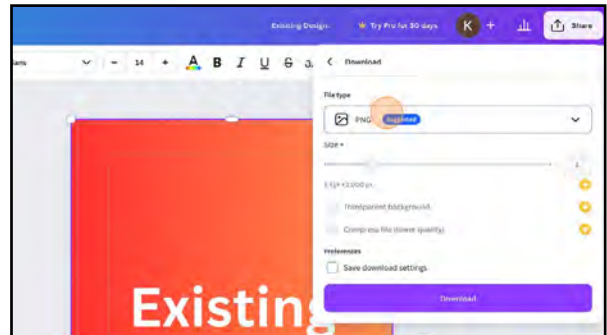 Existing Design- Try Pro for 30 days K + Share
ans - 14 + A B I U S a
Download
File type
PNG Suggested
Size
Transparent background
Compress file (lower quality)
Preferences
Save download settings
Download
Existing